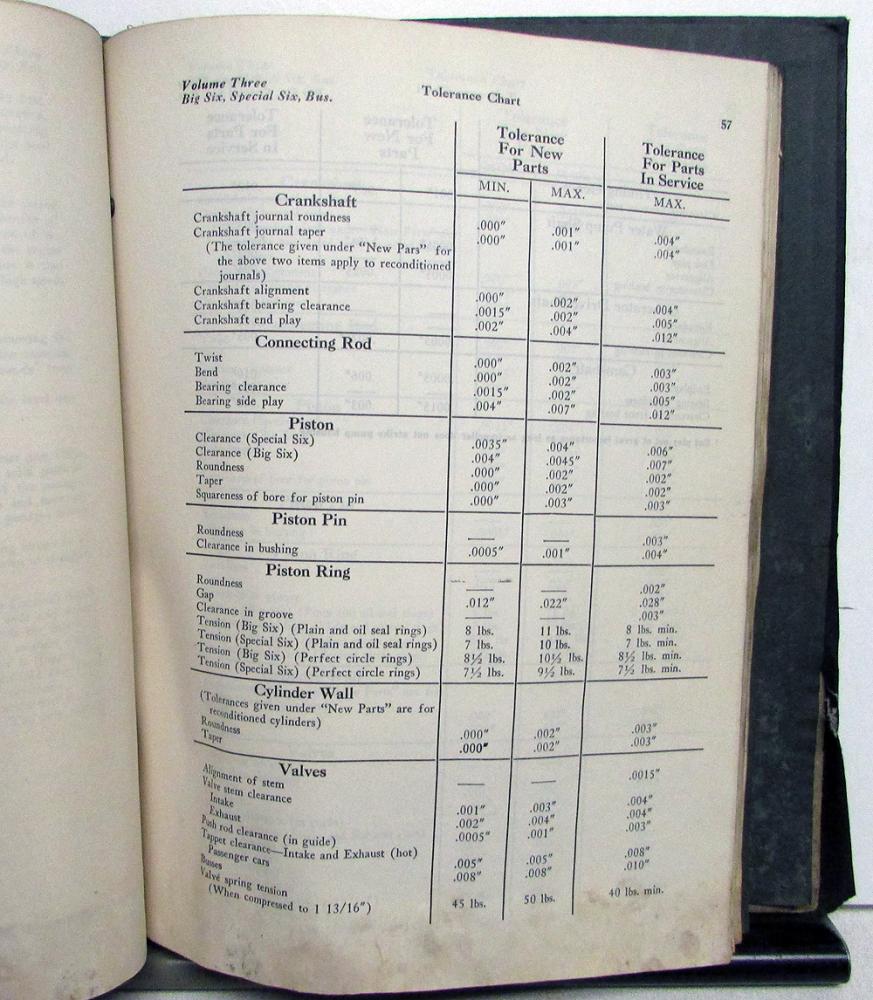 Volume Three
Big Six, Special Six, Bus.
Tolerance Chart
57
Tolerance For New Parts
Tolerance For Parts In Service
MIN. MAX. MAX.
Crankshaft
Crankshaft journal roundness .000″ .001″ .004″
Crankshaft journal taper .000″ .001″ .004″
(The tolerance given under “New Pars” for
the above two items apply to reconditioned
journals)
Crankshaft alignment .000″ .002″ .004″
Crankshaft bearing clearance .0015″ .002″ .005″
Crankshaft end play .002″ .004″ .012″
Connecting Rod
Twist .000″ .002″ .003″
Bend .000″ .002″ .003″
Bearing clearance .0015″ .002″ .005″
Bearing side play .004″ .007″ .012″
Piston
Clearance (Special Six) .0035″ .004″ .006″
Clearance (Big Six) .004″ .0045″ .007″
Roundness .000″ .002″ .002″
Taper .000″ .002″ .002″
Squareness of bore for piston pin .000″ .003″ .003″
Piston Pin
Roundness — — .003″
Clearance in bushing .0005″ .001″ .004″
Piston Ring
Roundness — — .002″
Gap .012″ .022″ .028″
Clearance in groove — — .003″
Tension (Big Six) (Plain and oil seal rings) 8 lbs. 11 lbs. 8 lbs. min.
Tension (Special Six) (Plain and oil seal rings) 7 lbs. 10 lbs. 7 lbs. min.
Tension (Big Six) (Perfect circle rings) 8½ lbs. 10½ lbs. 8½ lbs. min.
Tension (Special Six) (Perfect circle rings) 7½ lbs. 9½ lbs. 7½ lbs. min.
Cylinder Wall
(Tolerances given under “New Parts” are for
reconditioned cylinders)
Roundness .000″ .002″ .003″
Taper .000″ .002″ .003″
Valves
Alignment of stem — — .0015″
Valve stem clearance
Intake .001″ .003″ .004″
Exhaust .002″ .004″ .004″
Push rod clearance (in guide) .0005″ .001″ .003″
Tappet clearance—Intake and Exhaust (hot)
Passenger cars .005″ .005″ .008″
Busses .008″ .008″ .010″
Valve spring tension
(When compressed to 1 13/16″) 45 lbs. 50 lbs. 40 lbs. min.